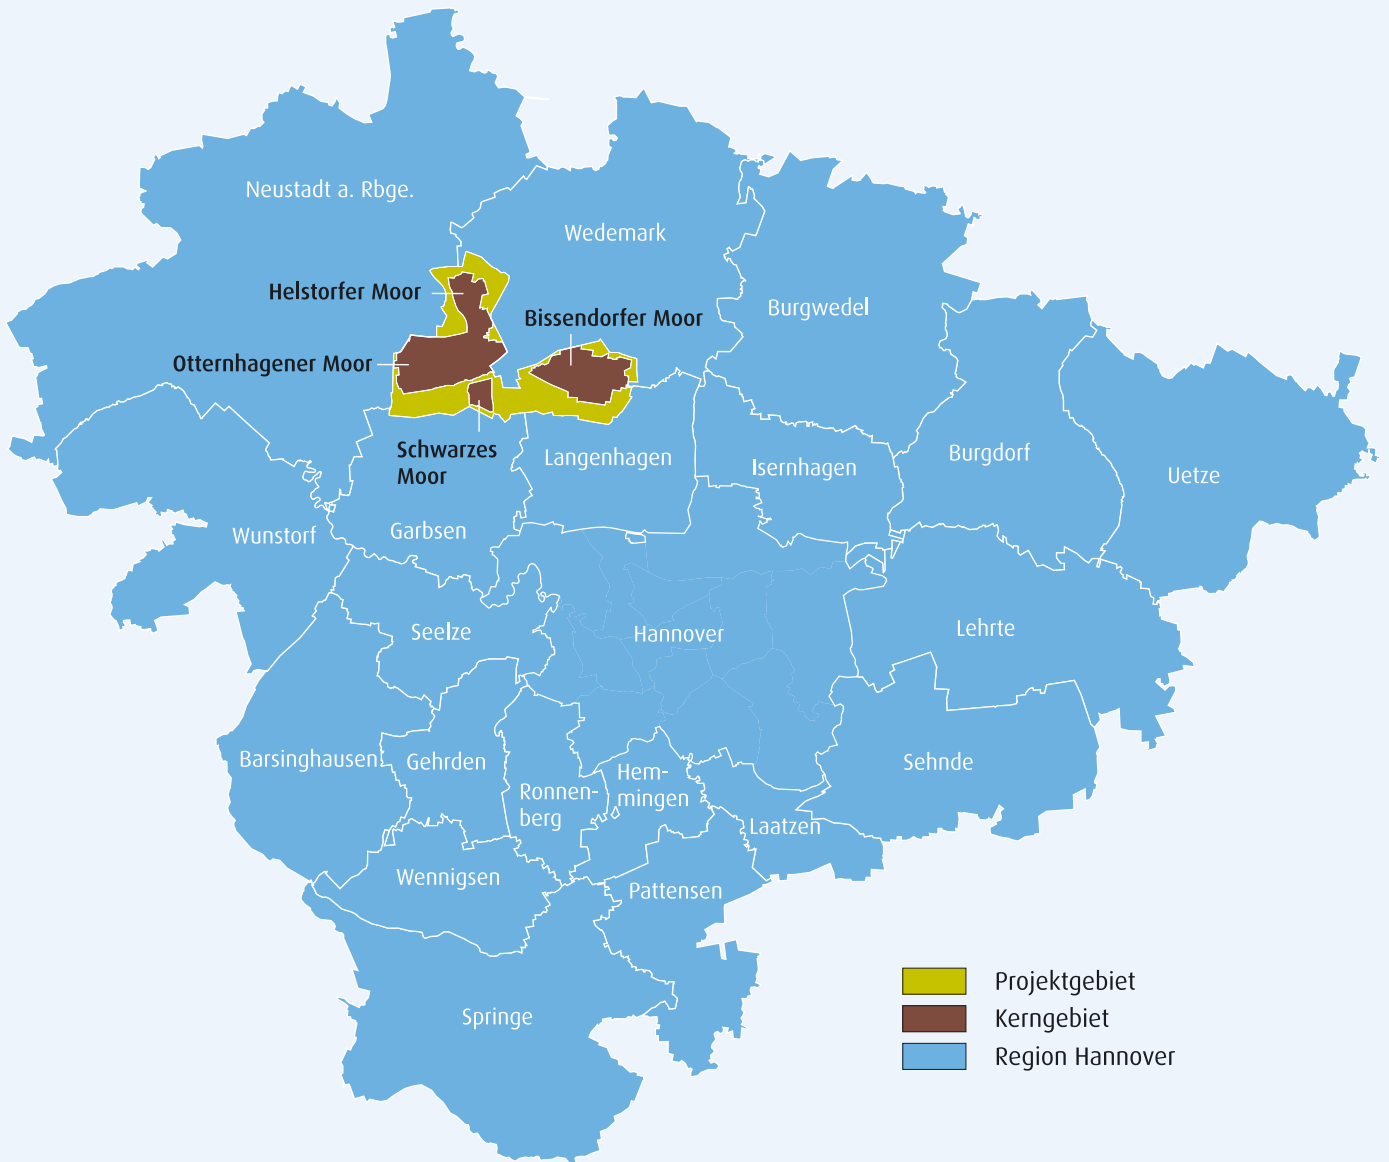 Neustadt a. Rbge.
Wedemark
Helstorfer Moor
Burgwedel
Bissendorfer Moor
Otternhagener Moor
Schwarzes
Moor
Langenhagen
Isernhagen
Burgdorf
Uetze
Wunstorf
Garbsen
Seelze
Hannover
Lehrte
Barsinghausen
Gehrden
Ronnen-
berg
Hem-
mingen
Sehnde
Laatzen
Wennigsen
Pattensen
Springe
Projektgebiet
Kerngebiet
Region Hannover